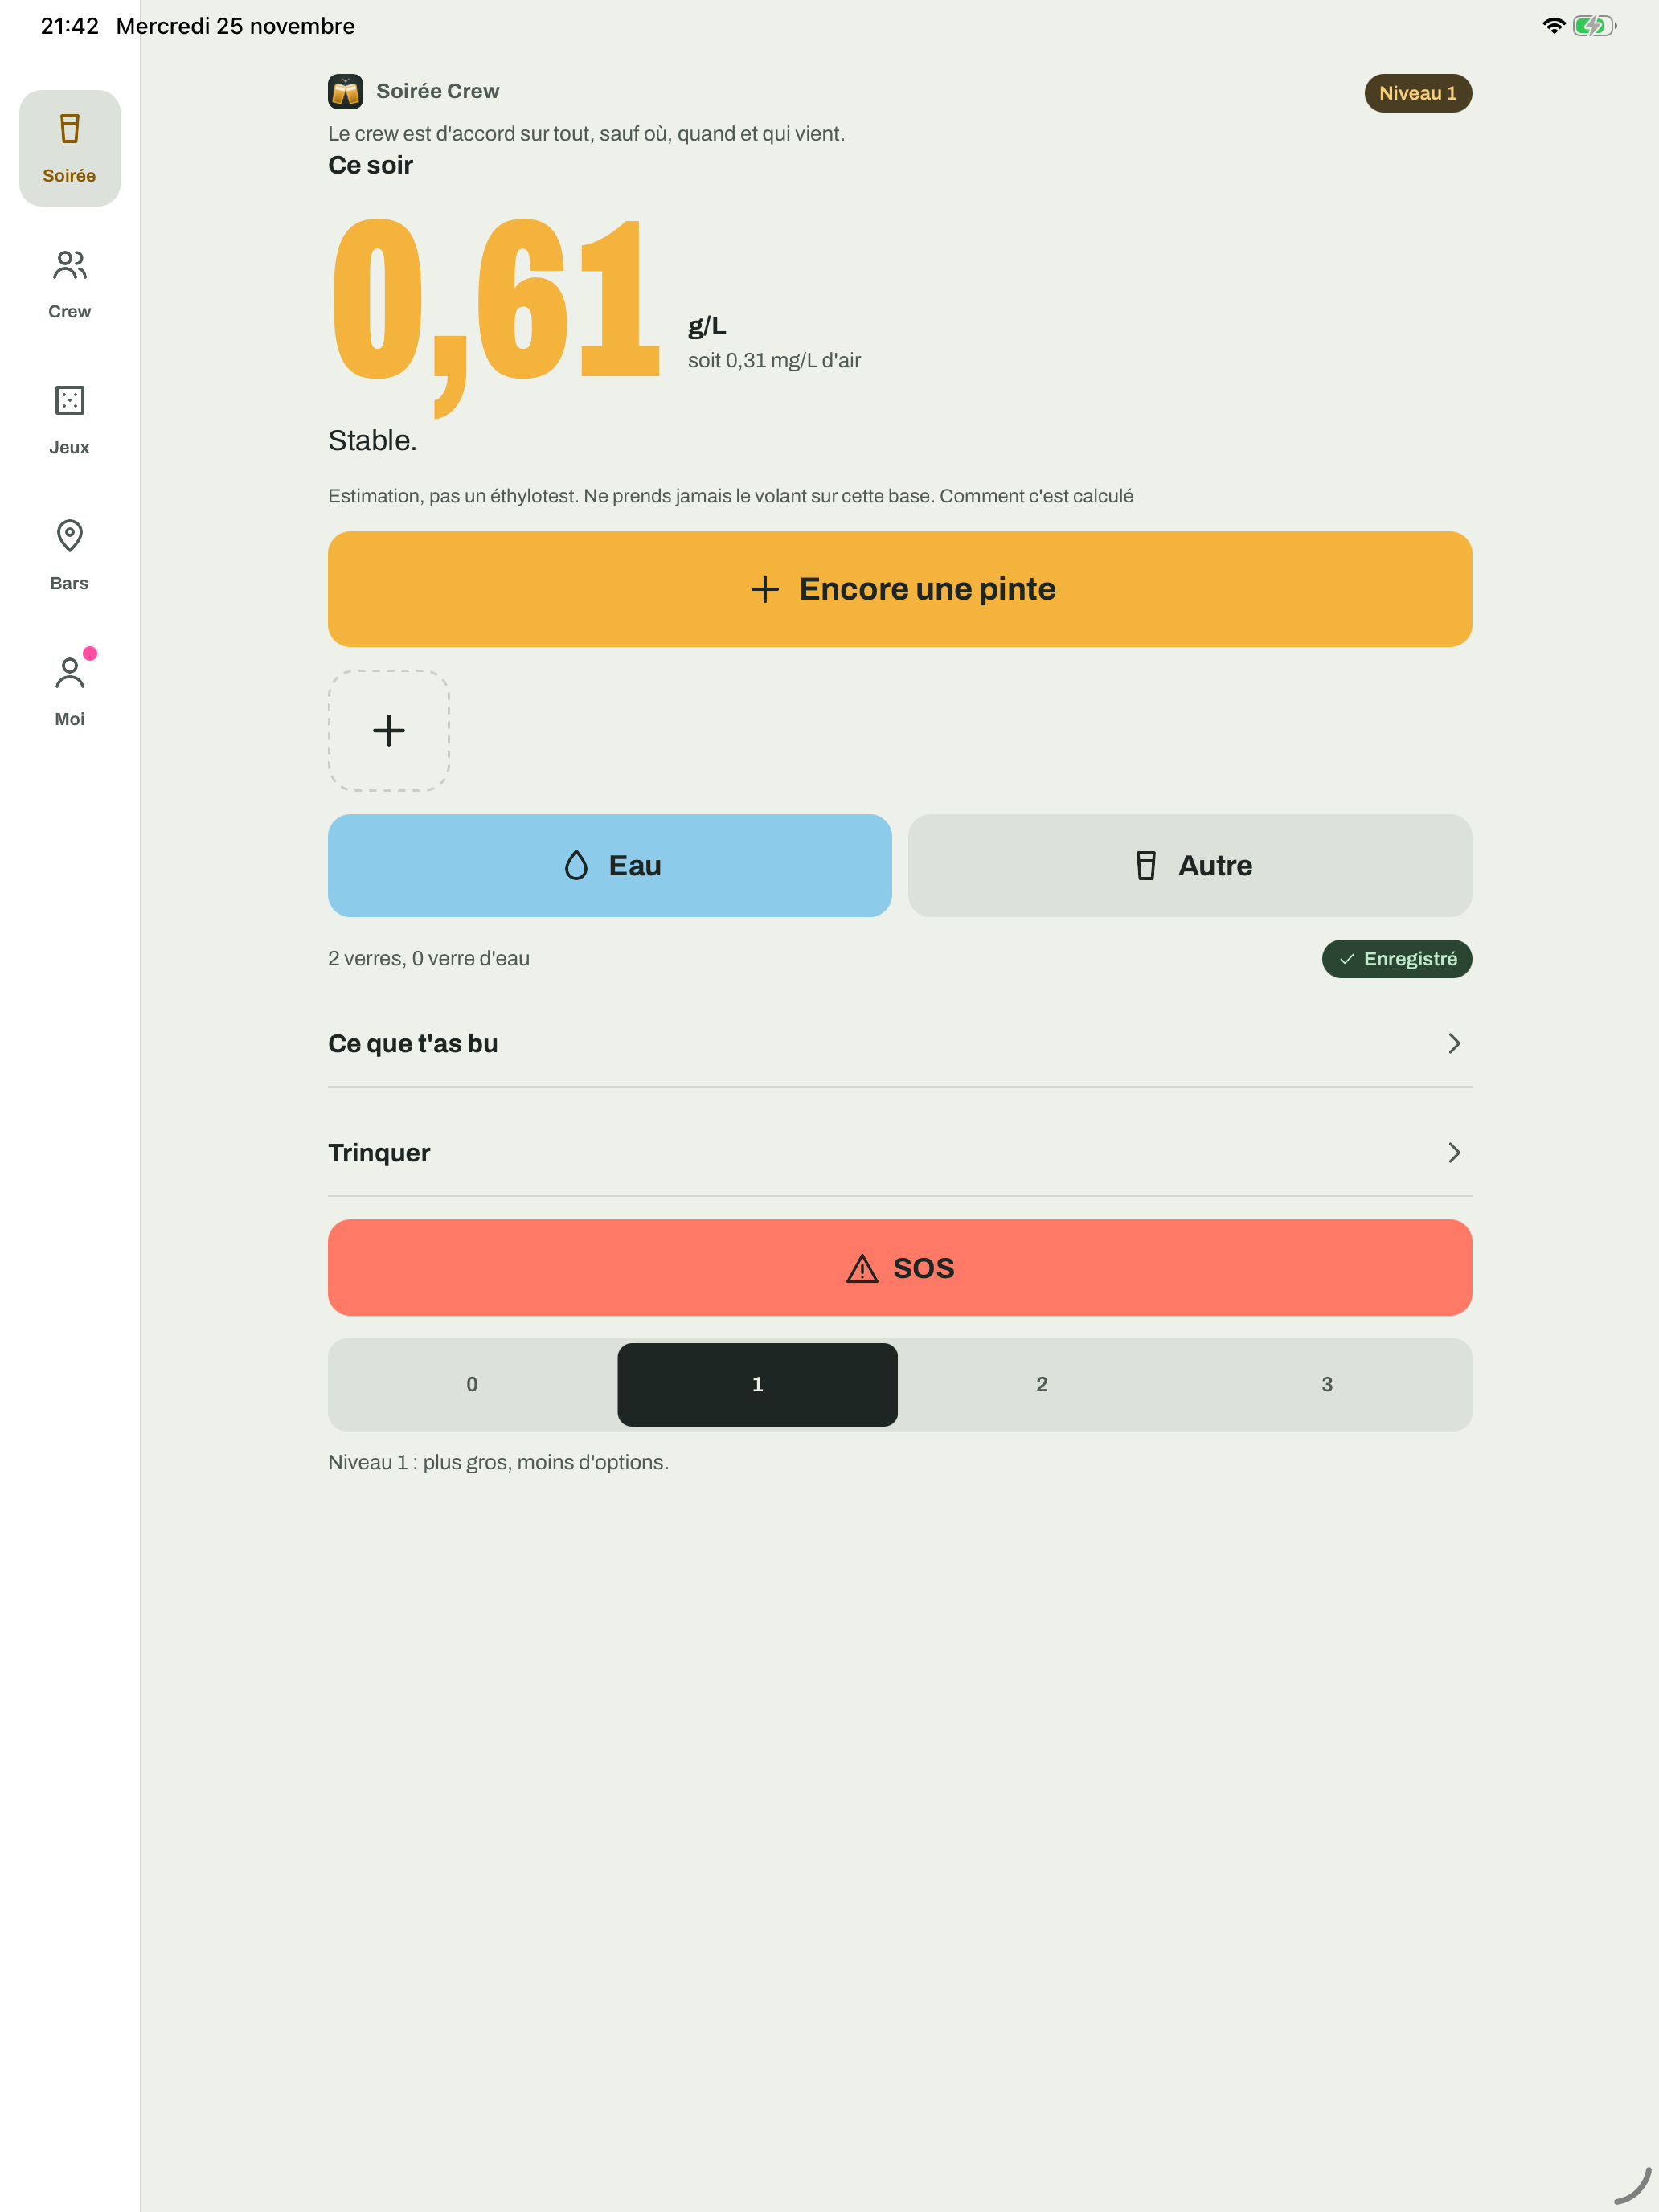 21:42 Mercredi 25 novembre
Soirée
Crew
Jeux
Bars
Moi
Soirée Crew
Niveau 1
Le crew est d'accord sur tout, sauf où, quand et qui vient.
Ce soir
0,61
g/L
soit 0,31 mg/L d'air
Stable.
Estimation, pas un éthylotest. Ne prends jamais le volant sur cette base. Comment c'est calculé
Encore une pinte
Eau
Autre
2 verres, 0 verre d'eau
Enregistré
Ce que t'as bu
Trinquer
SOS
0 1 2 3
Niveau 1 : plus gros, moins d'options.